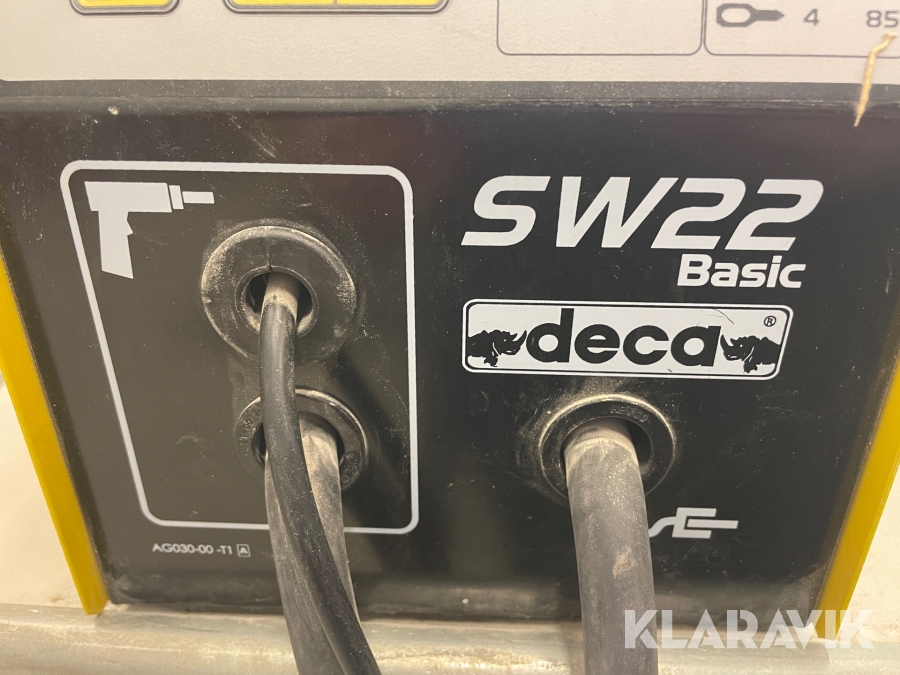 4 85
SW22
Basic
deca®
AG030-00 -T1 A
KLARAVIK